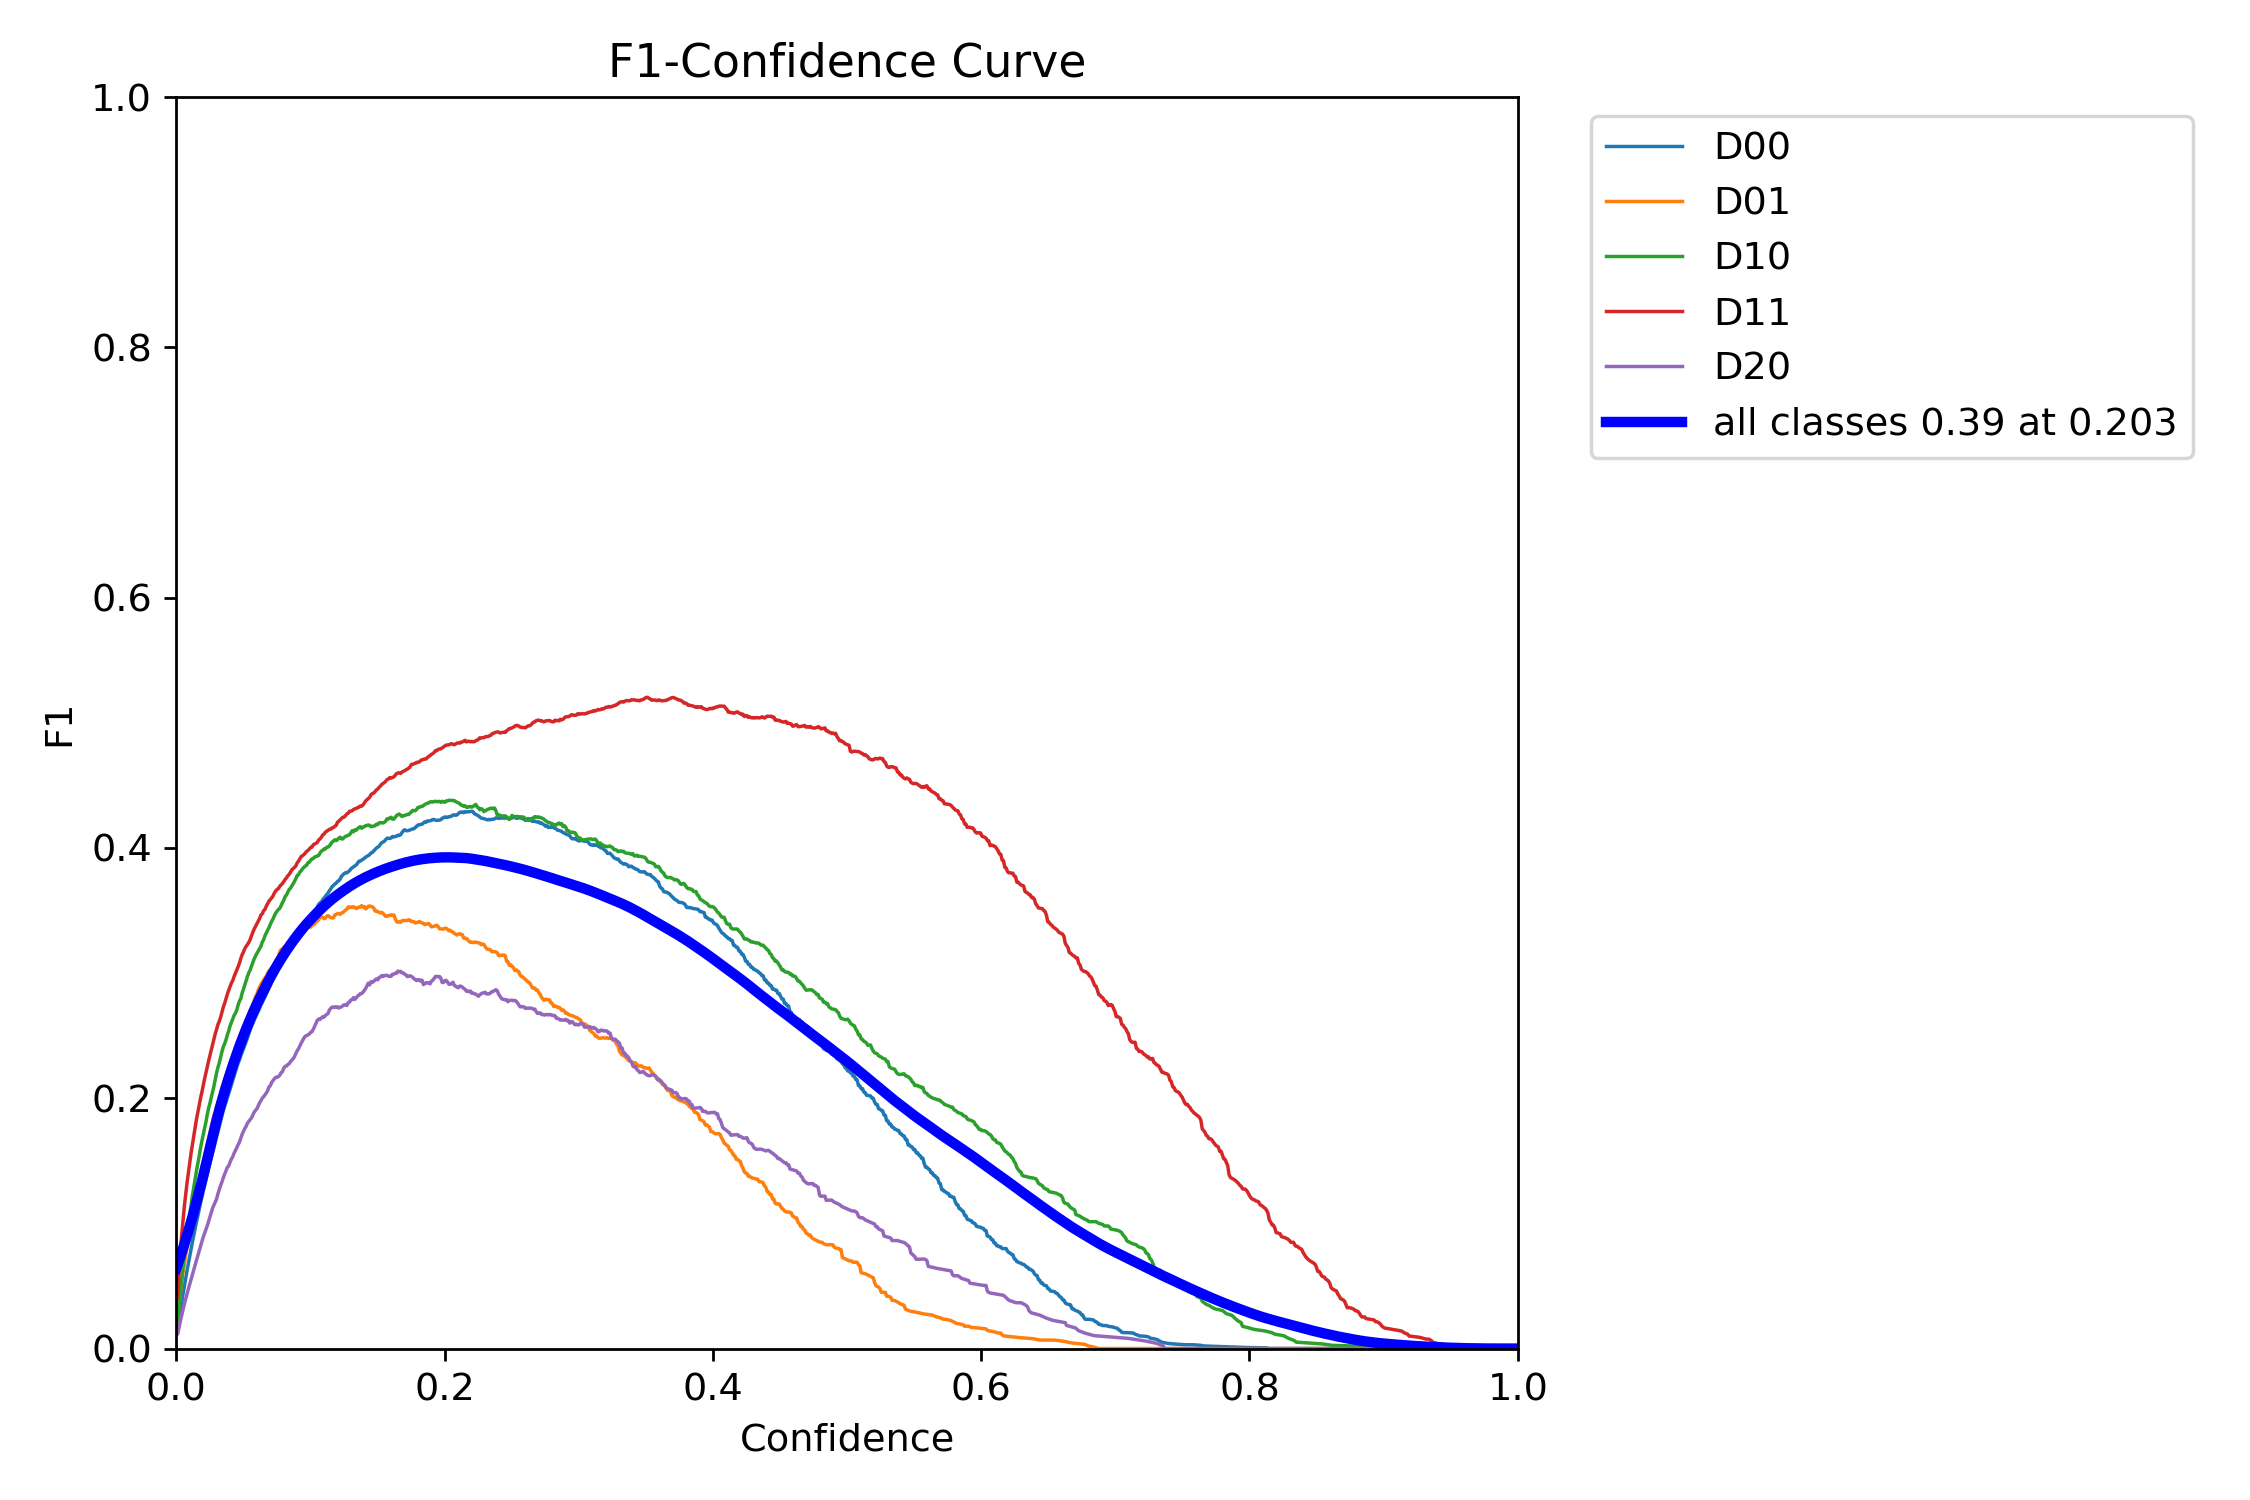 F1-Confidence Curve
1.0
0.8
0.6
0.4
0.2
0.0
F1
0.0 0.2 0.4 0.6 0.8 1.0
Confidence
D00
D01
D10
D11
D20
all classes 0.39 at 0.203